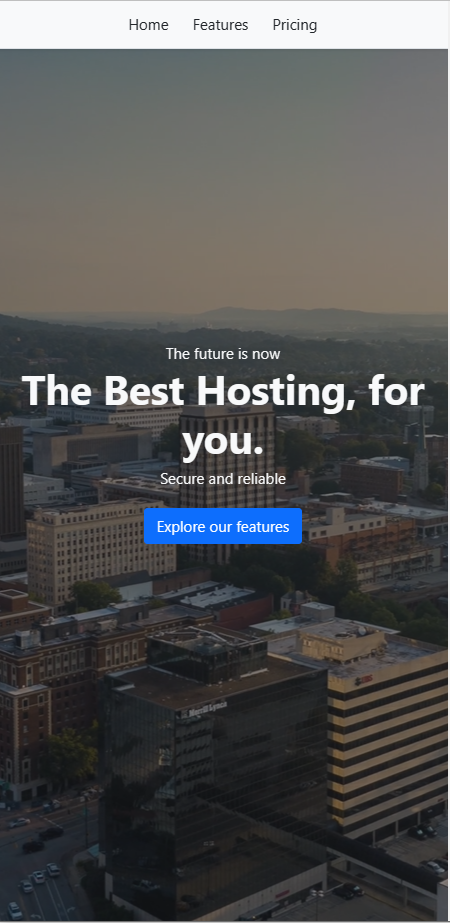 Home Features Pricing
The future is now
The Best Hosting, for
you.
Secure and reliable
Explore our features